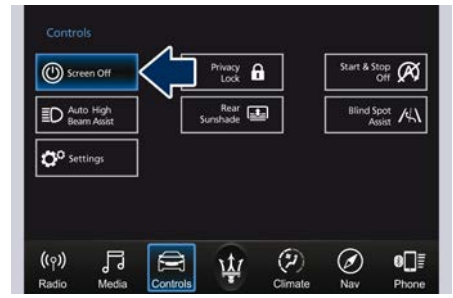 Controls
Screen Off
Privacy
Lock
Start & Stop
Off
Auto High
Beam Assist
Rear
Sunshade
Blind Spot
Assist
Settings
Radio
Media
Controls
Climate
Nav
Phone